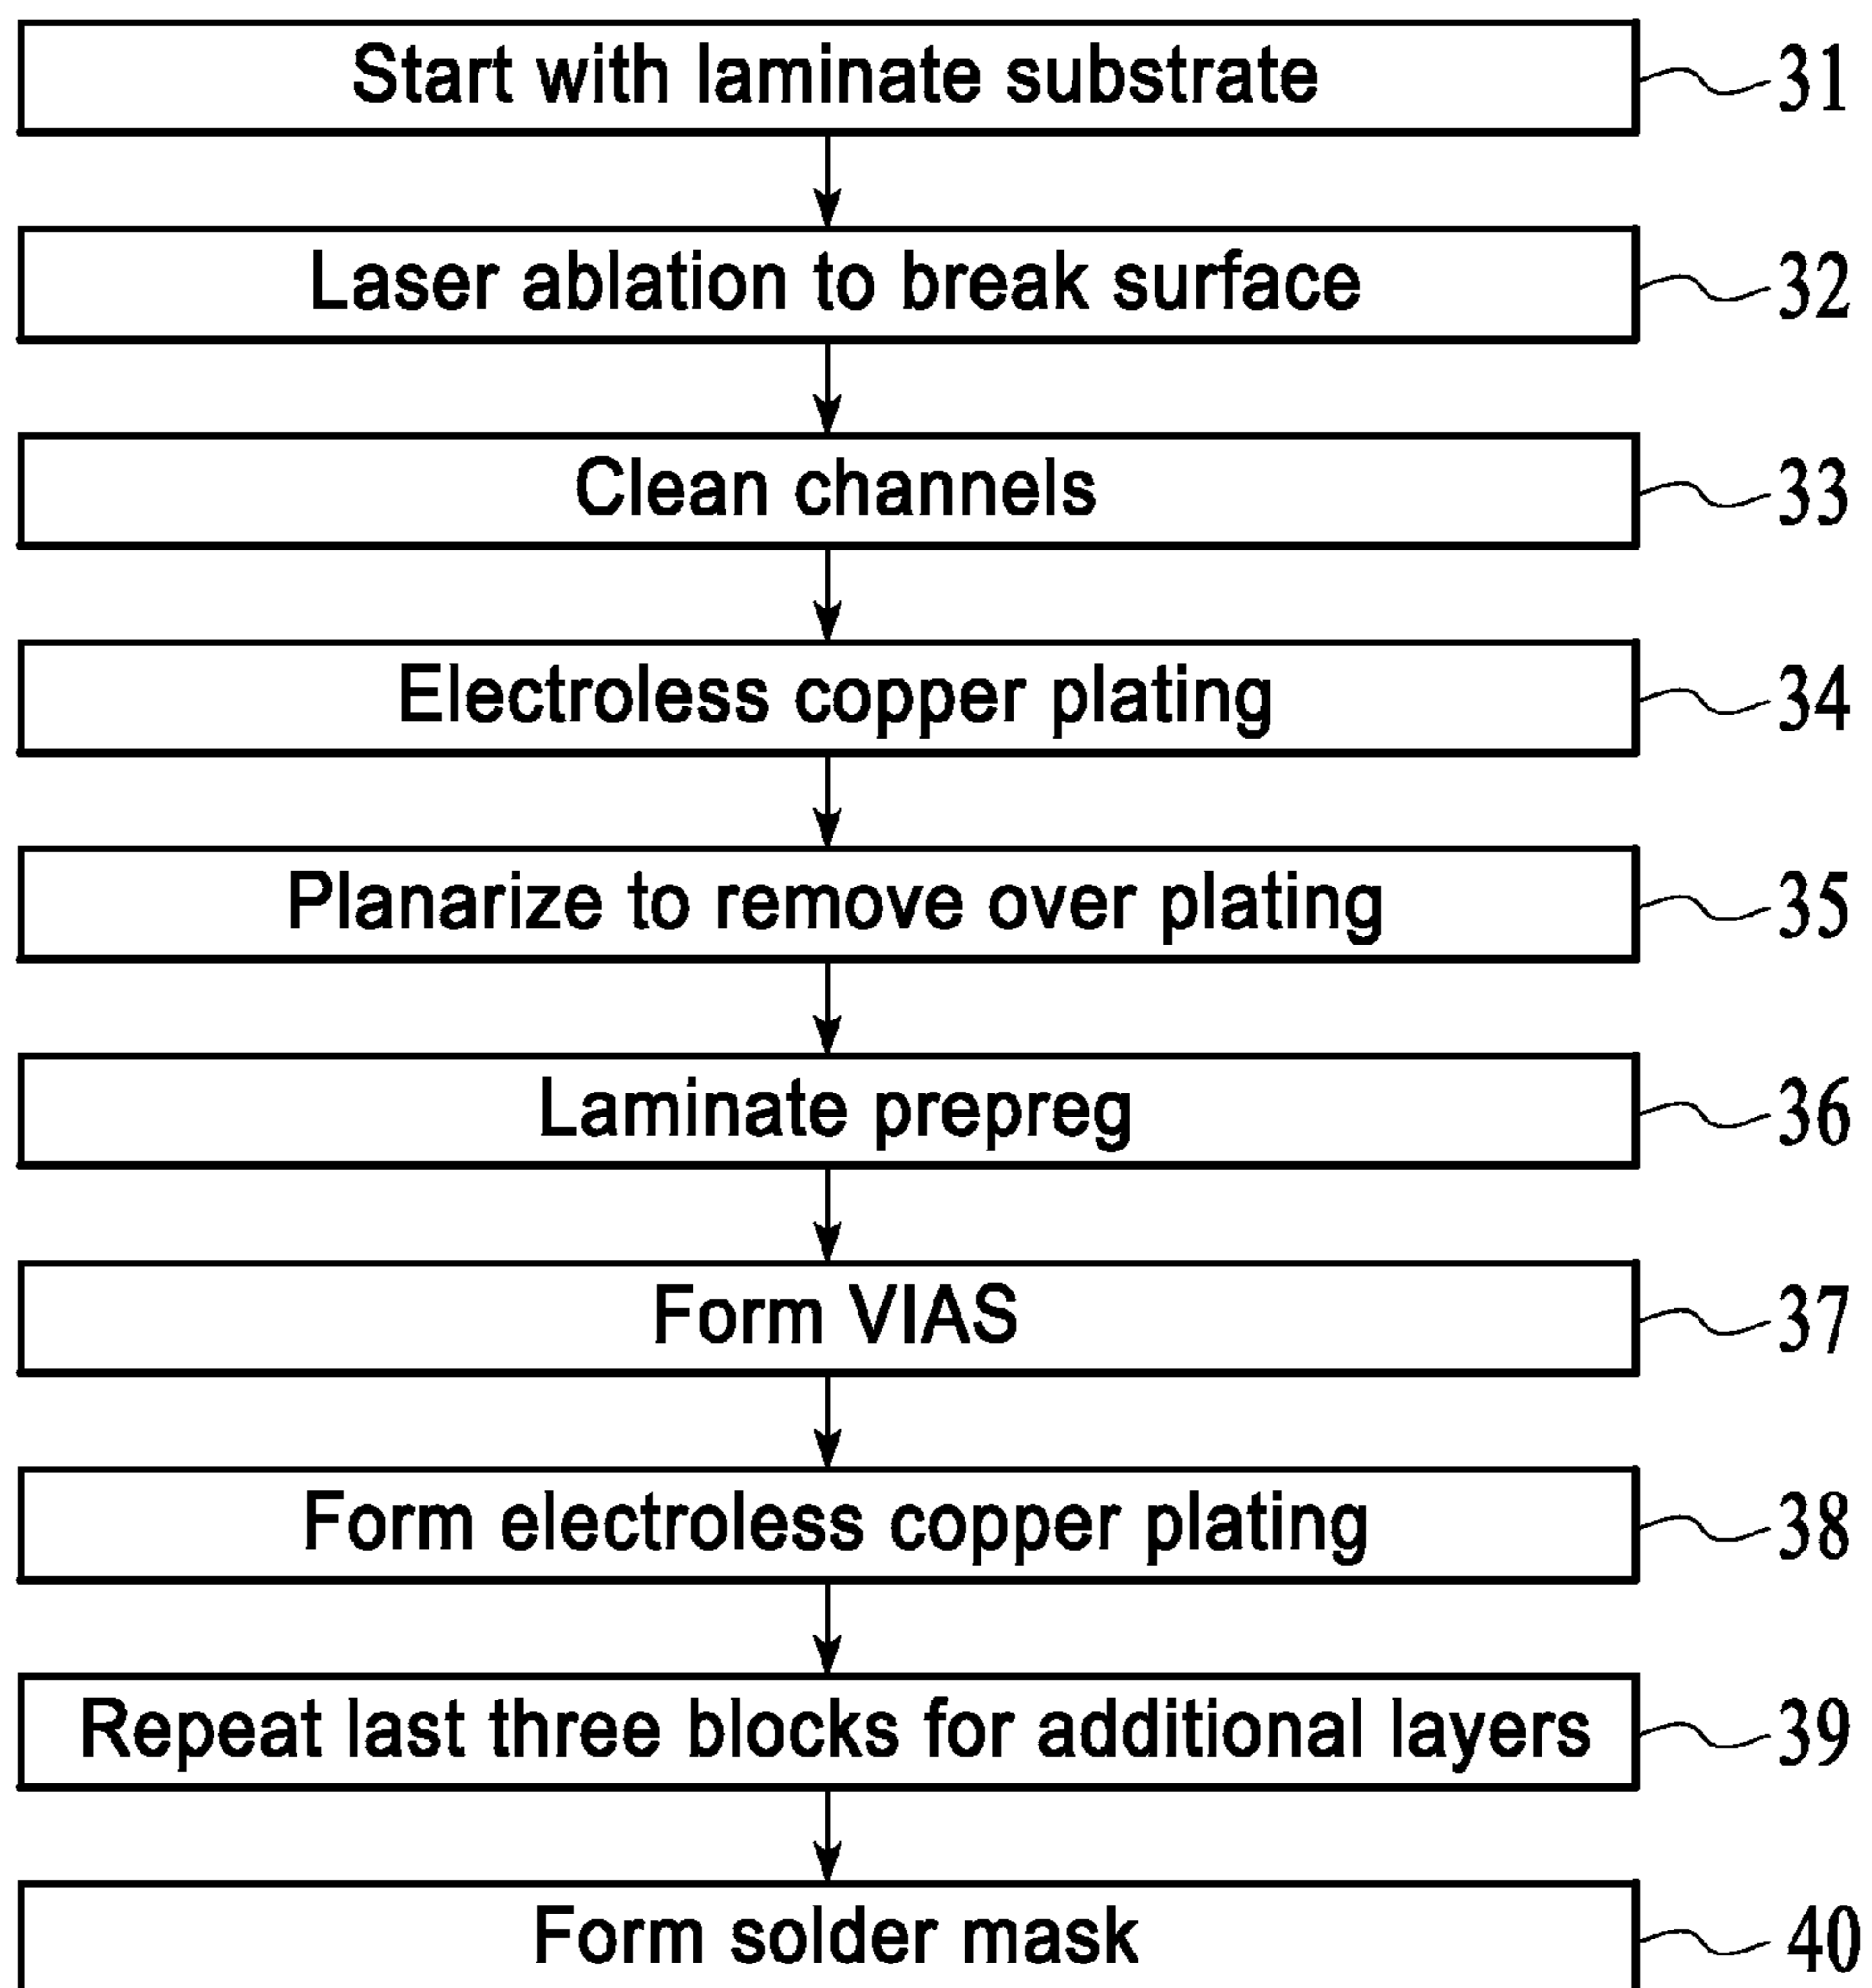 Start with laminate substrate 31
Laser ablation to break surface 32
Clean channels 33
Electroless copper plating 34
Planarize to remove over plating 35
Laminate prepreg 36
Form VIAS 37
Form electroless copper plating 38
Repeat last three blocks for additional layers 39
Form solder mask 40